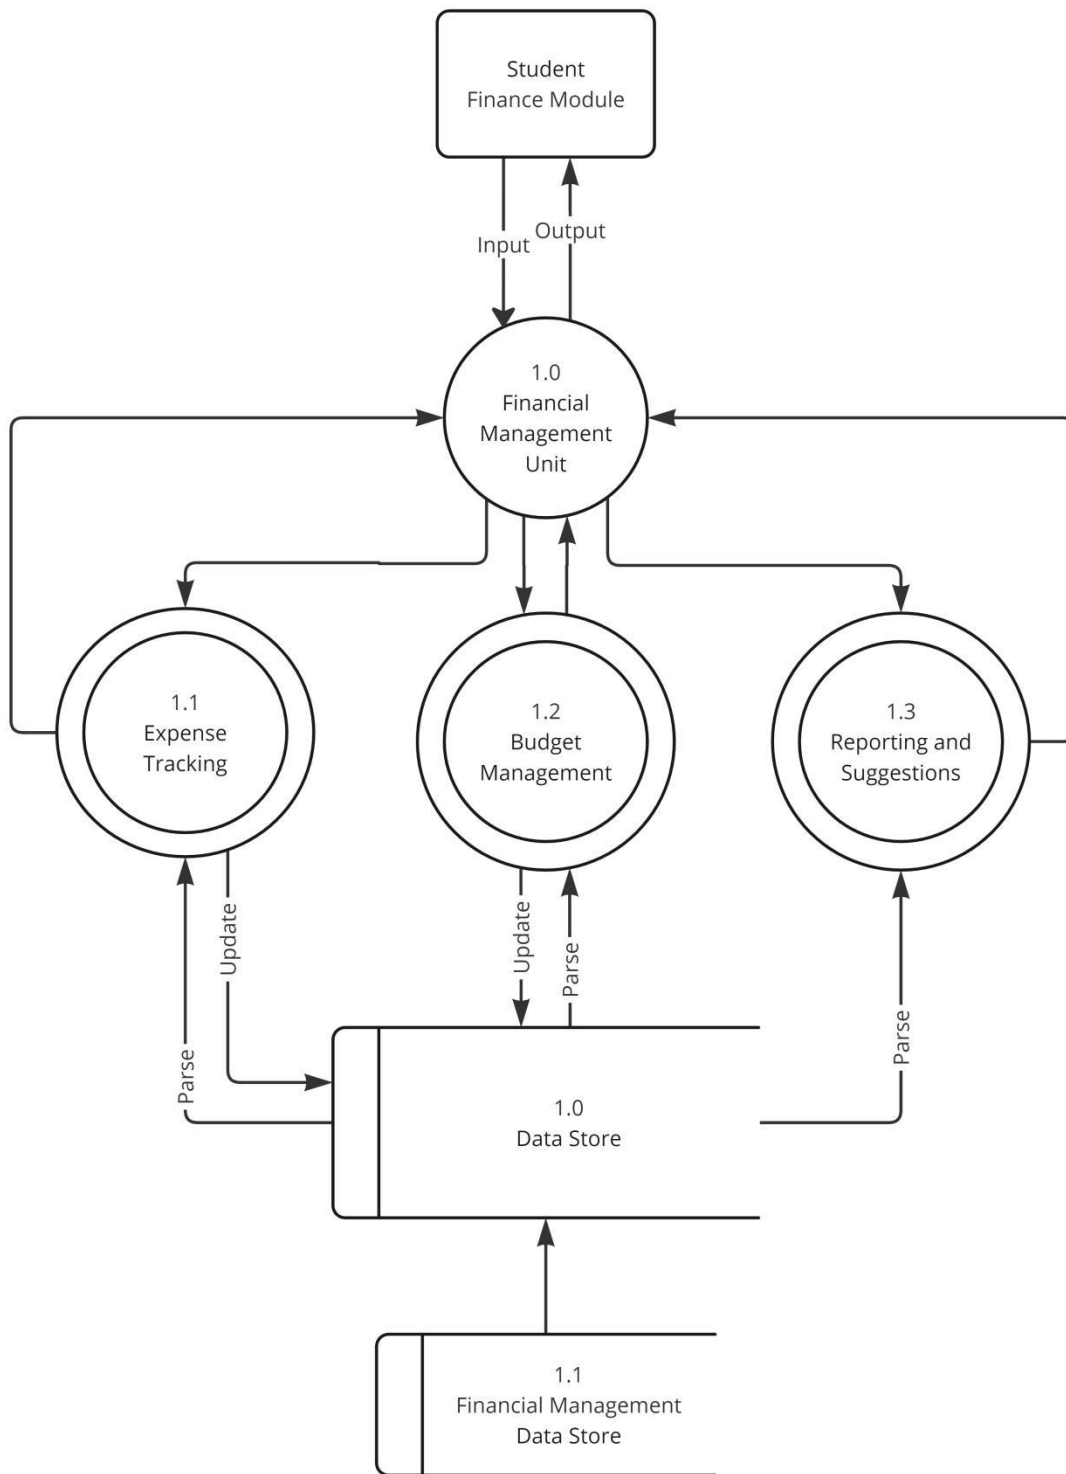 Student
Finance Module
Input
Output
1.0
Financial
Management
Unit
1.1
Expense
Tracking
1.2
Budget
Management
1.3
Reporting and
Suggestions
Update
Parse
Update
Parse
Parse
1.0
Data Store
1.1
Financial Management
Data Store